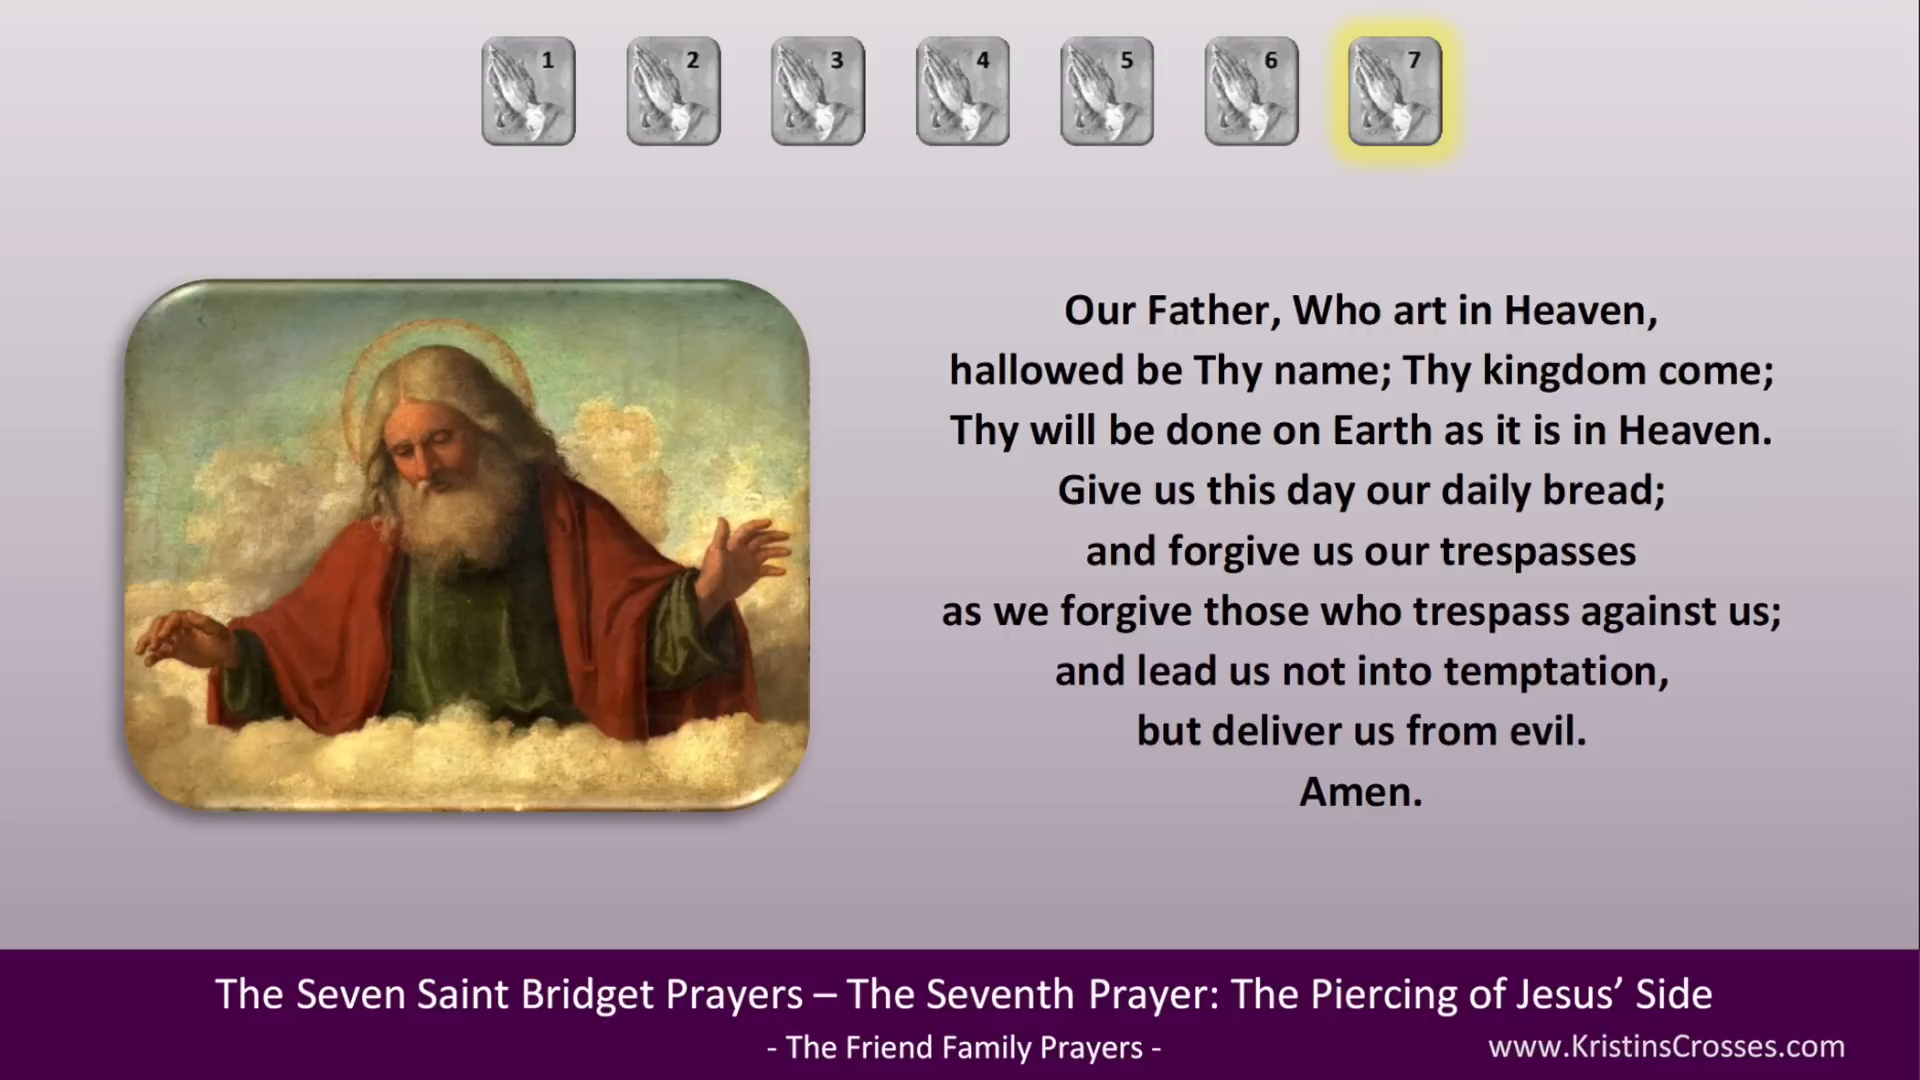 1 2 3 4 5 6 7
Our Father, Who art in Heaven,
hallowed be Thy name; Thy kingdom come;
Thy will be done on Earth as it is in Heaven.
Give us this day our daily bread;
and forgive us our trespasses
as we forgive those who trespass against us;
and lead us not into temptation,
but deliver us from evil.
Amen.
The Seven Saint Bridget Prayers – The Seventh Prayer: The Piercing of Jesus’ Side
- The Friend Family Prayers -
www.KristinsCrosses.com